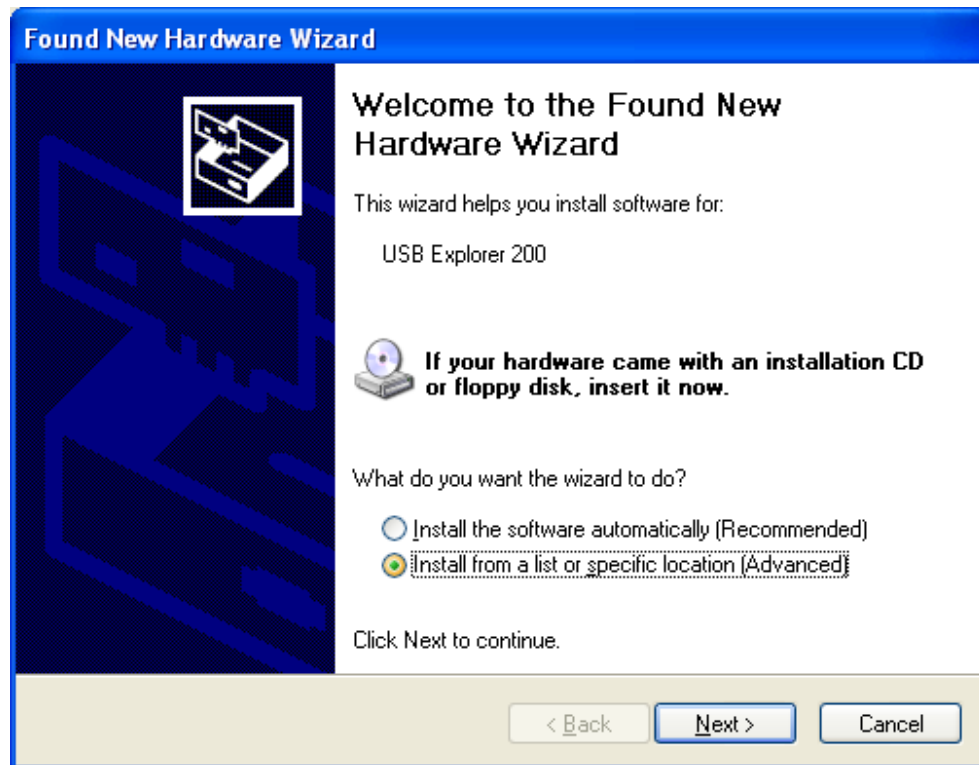 Found New Hardware Wizard
Welcome to the Found New
Hardware Wizard
This wizard helps you install software for:
USB Explorer 200
If your hardware came with an installation CD
or floppy disk, insert it now.
What do you want the wizard to do?
Install the software automatically (Recommended)
Install from a list or specific location (Advanced)
Click Next to continue.
< Back Next > Cancel